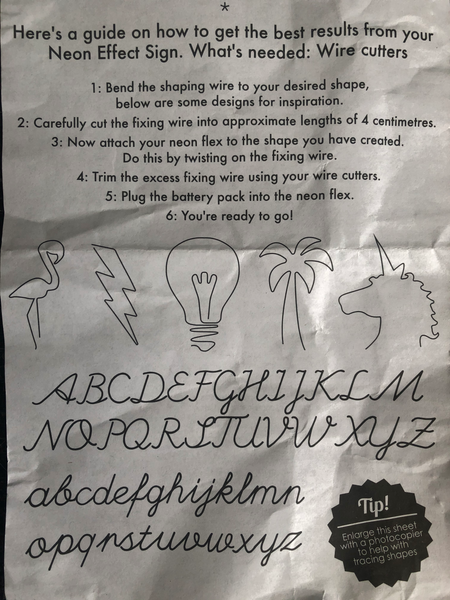 *
Here's a guide on how to get the best results from your
Neon Effect Sign. What's needed: Wire cutters
1: Bend the shaping wire to your desired shape,
below are some designs for inspiration.
2: Carefully cut the fixing wire into approximate lengths of 4 centimetres.
3: Now attach your neon flex to the shape you have created.
Do this by twisting on the fixing wire.
4: Trim the excess fixing wire using your wire cutters.
5: Plug the battery pack into the neon flex.
6: You're ready to go!
ABCDEFGHIJKLM
NOPQRSTUVWXYZ
abcdefghijklmn
opqrstuvwxyz
Tip!
Enlarge this sheet
with a photocopier
to help with
tracing shapes